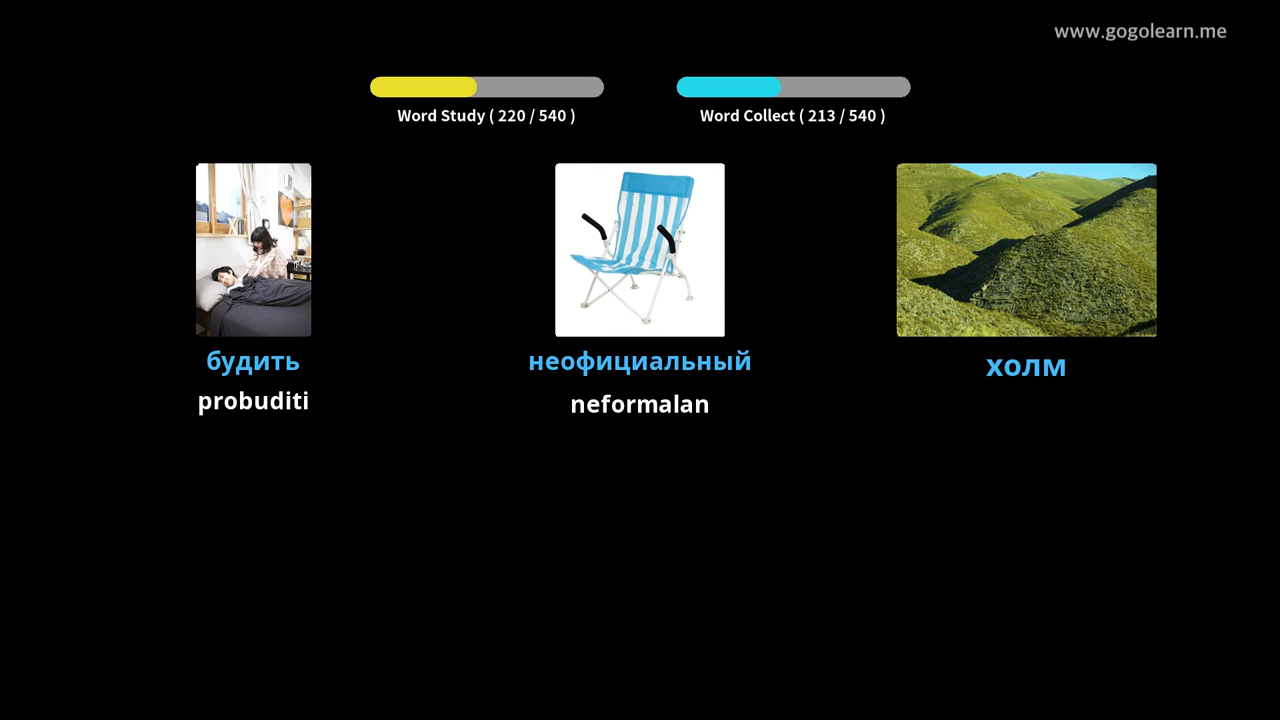 www.gogolearn.me
Word Study ( 220 / 540 )
Word Collect ( 213 / 540 )
будить
probuditi
неофициальный
neformalan
холм